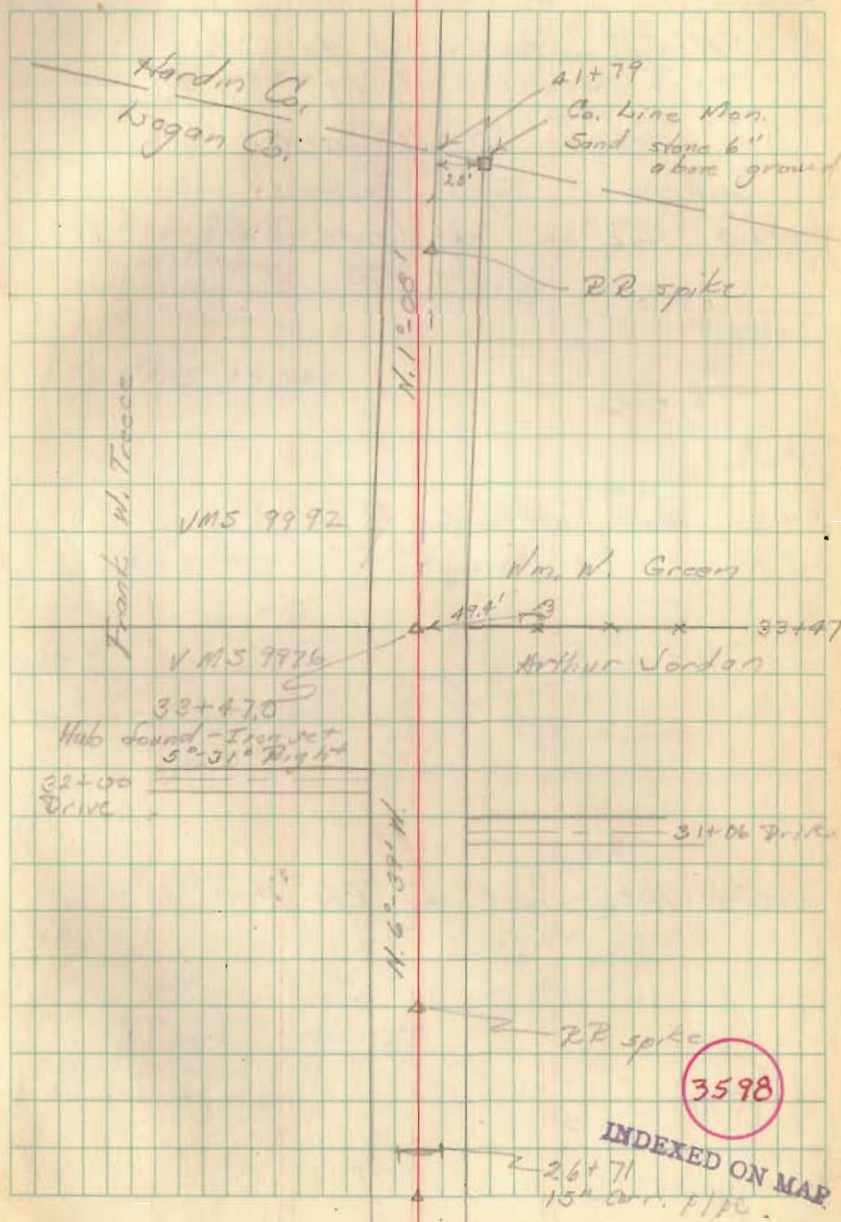 Hardin Co.
Logan Co.
41+79
Co. Line Mon.
Sand stone 6"
above ground
RR spike
N. 1°-08'
Frank W. Treece
VMS 9992
Wm. W. Green
49.4'
33+47
VMS 9976
Arthur Jordan
33+47.0
Hub found - Iron set
5°-31' Right
32+00
Drive
31+06 Drive
N. 6°-39' W.
RR spike
3598
INDEXED ON MAP
26+71
15" Corr. pipe